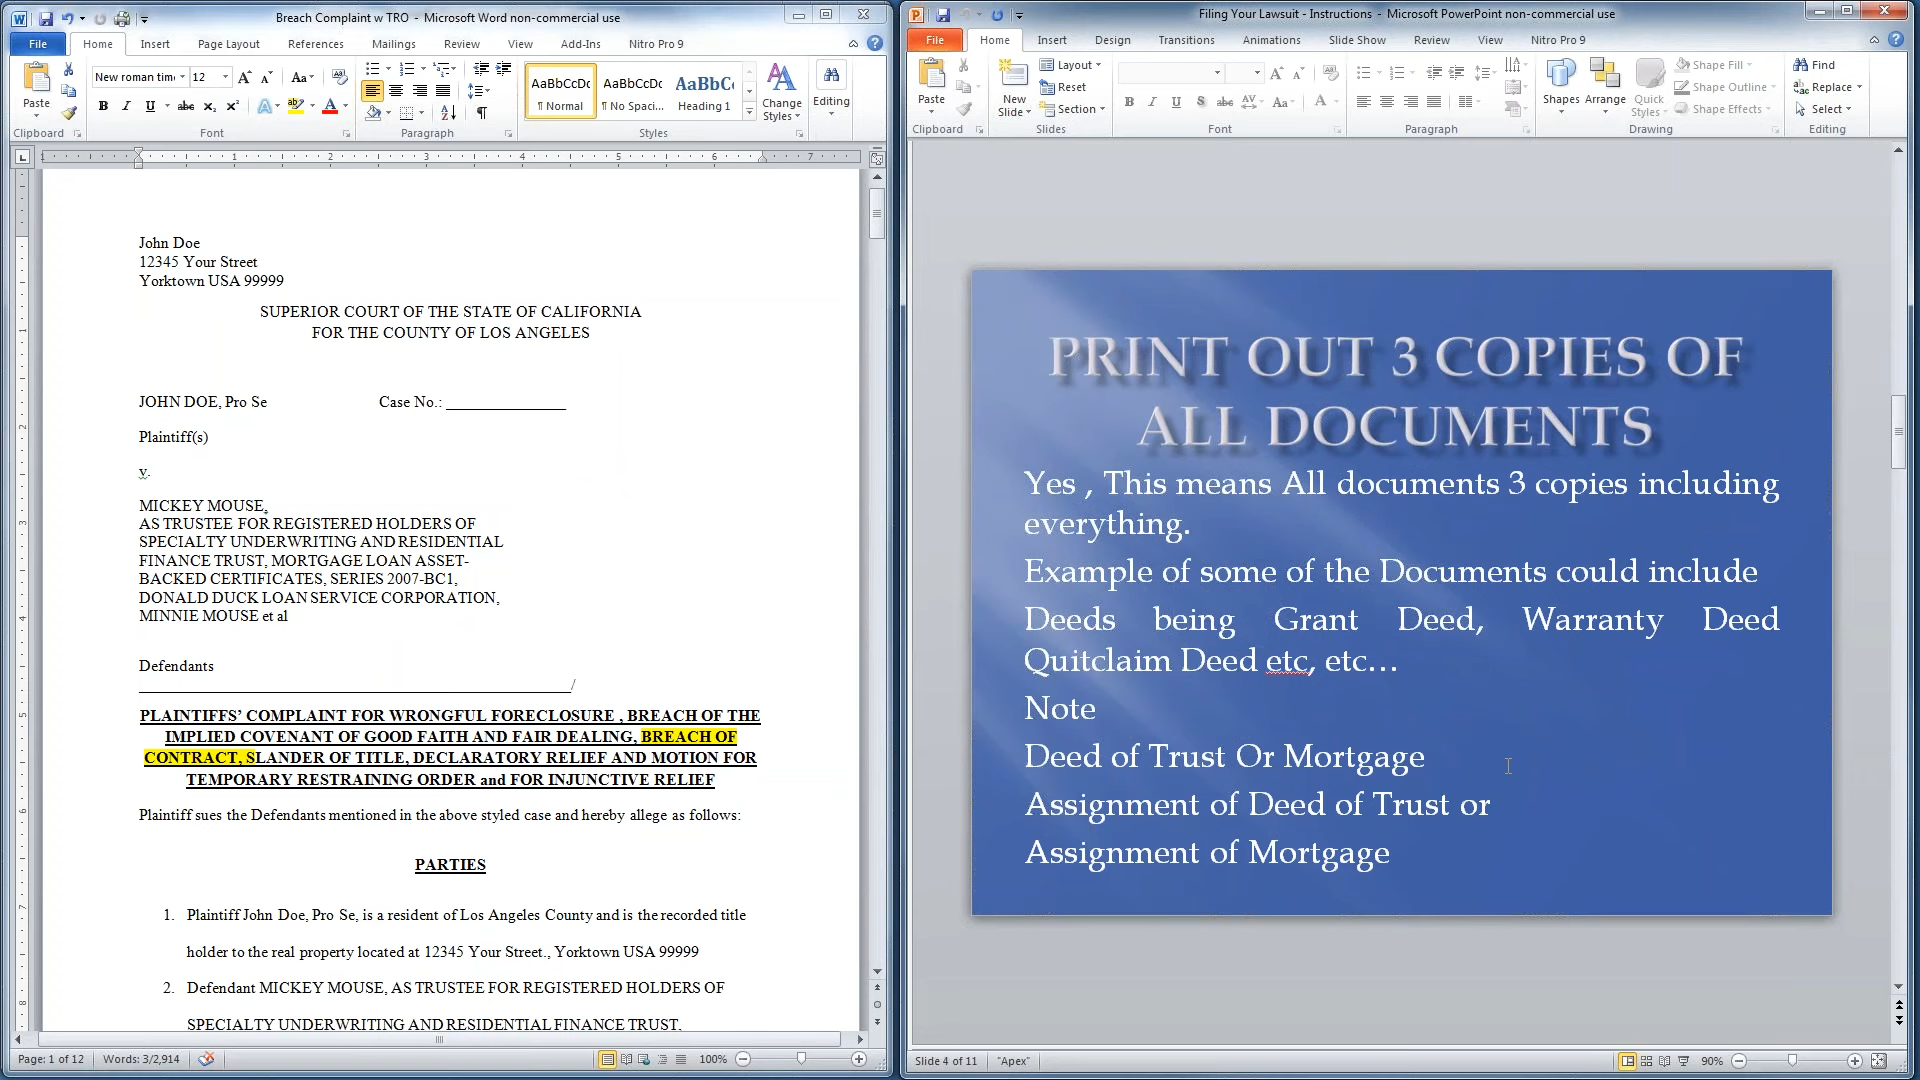 Breach Complaint w TRO - Microsoft Word non-commercial use
File Home Insert Page Layout References Mailings Review View Add-Ins Nitro Pro 9
Paste
New roman tim 12
AaBbCcDc AaBbCcDc AaBbC
¶ Normal ¶ No Spaci... Heading 1
Change Styles
Editing
Clipboard Font Paragraph Styles
1 2 3 4 5 6 7
John Doe
12345 Your Street
Yorktown USA 99999
SUPERIOR COURT OF THE STATE OF CALIFORNIA
FOR THE COUNTY OF LOS ANGELES
JOHN DOE, Pro Se Case No.: _______________
Plaintiff(s)
v.
MICKEY MOUSE,
AS TRUSTEE FOR REGISTERED HOLDERS OF
SPECIALTY UNDERWRITING AND RESIDENTIAL
FINANCE TRUST, MORTGAGE LOAN ASSET-
BACKED CERTIFICATES, SERIES 2007-BC1,
DONALD DUCK LOAN SERVICE CORPORATION,
MINNIE MOUSE et al
Defendants
______________________________________________________/
PLAINTIFFS’ COMPLAINT FOR WRONGFUL FORECLOSURE , BREACH OF THE
IMPLIED COVENANT OF GOOD FAITH AND FAIR DEALING, BREACH OF
CONTRACT, SLANDER OF TITLE, DECLARATORY RELIEF AND MOTION FOR
TEMPORARY RESTRAINING ORDER and FOR INJUNCTIVE RELIEF
Plaintiff sues the Defendants mentioned in the above styled case and hereby allege as follows:
PARTIES
1. Plaintiff John Doe, Pro Se, is a resident of Los Angeles County and is the recorded title
holder to the real property located at 12345 Your Street., Yorktown USA 99999
2. Defendant MICKEY MOUSE, AS TRUSTEE FOR REGISTERED HOLDERS OF
SPECIALTY UNDERWRITING AND RESIDENTIAL FINANCE TRUST,
Page: 1 of 12 Words: 3/2,914 100%
Filing Your Lawsuit - Instructions - Microsoft PowerPoint non-commercial use
File Home Insert Design Transitions Animations Slide Show Review View Nitro Pro 9
Paste
New Slide
Layout
Reset
Section
Shapes Arrange Quick Styles
Shape Fill
Shape Outline
Shape Effects
Find
Replace
Select
Clipboard Slides Font Paragraph Drawing Editing
PRINT OUT 3 COPIES OF
ALL DOCUMENTS
Yes , This means All documents 3 copies including
everything.
Example of some of the Documents could include
Deeds being Grant Deed, Warranty Deed
Quitclaim Deed etc, etc…
Note
Deed of Trust Or Mortgage
Assignment of Deed of Trust or
Assignment of Mortgage
Slide 4 of 11 "Apex" 90%